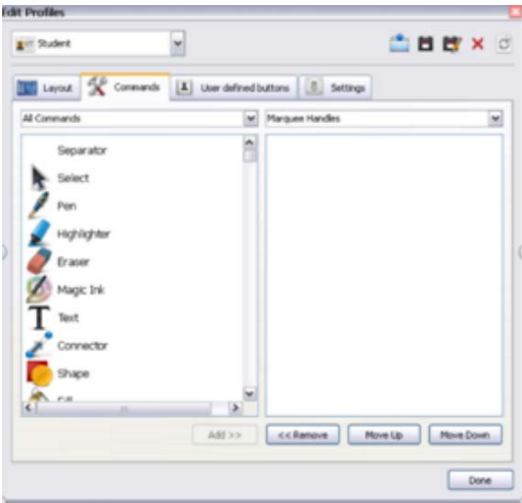 Edit Profiles
Student
Layout Commands User defined buttons Settings
All Commands Marquee Handles
Separator
Select
Pen
Highlighter
Eraser
Magic Ink
Text
Connector
Shape
Fill
Add >> << Remove Move Up Move Down
Done